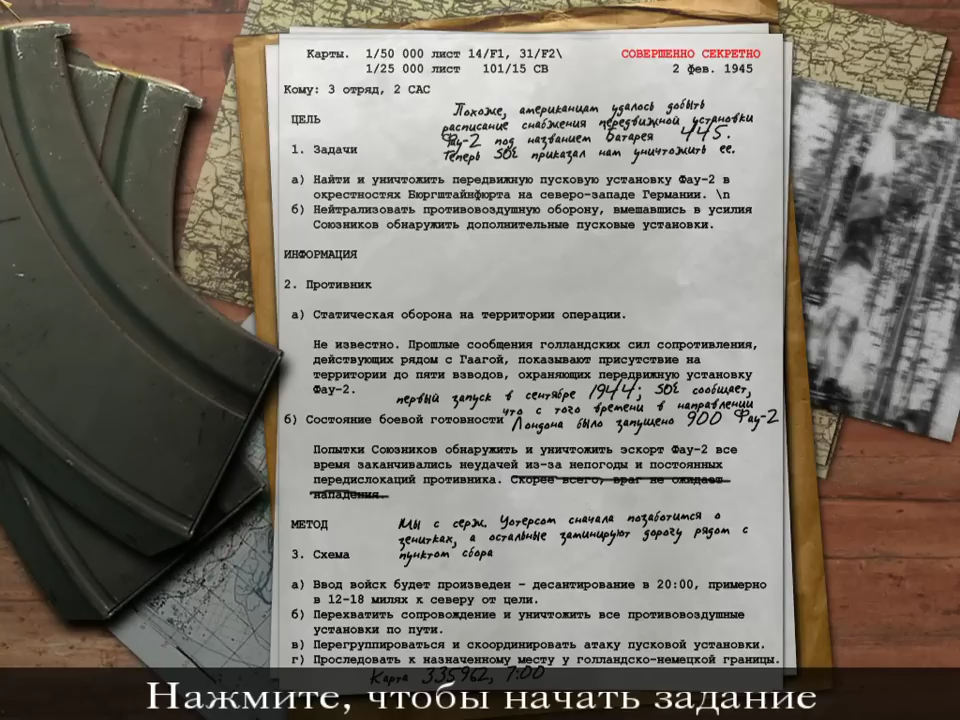 Карты. 1/50 000 лист 14/F1, 31/F2\ СОВЕРШЕННО СЕКРЕТНО
1/25 000 лист 101/15 СВ 2 фев. 1945
Кому: 3 отряд, 2 САС
Похоже, американцам удалось добыть
расписание снабжения передвижной установки
Фау-2 под названием Батарея 445.
Теперь SOE приказал нам уничтожить ее.
ЦЕЛЬ
1. Задачи
а) Найти и уничтожить передвижную пусковую установку Фау-2 в
окрестностях Бюргштайнфюрта на северо-западе Германии. \n
б) Нейтрализовать противовоздушную оборону, вмешавшись в усилия
Союзников обнаружить дополнительные пусковые установки.
ИНФОРМАЦИЯ
2. Противник
а) Статическая оборона на территории операции.
Не известно. Прошлые сообщения голландских сил сопротивления,
действующих рядом с Гаагой, показывают присутствие на
территории до пяти взводов, охраняющих передвижную установку
Фау-2.
первый запуск в сентябре 1944; SOE сообщает,
что с того времени в направлении
Лондона было запущено 900 Фау-2
б) Состояние боевой готовности
Попытки Союзников обнаружить и уничтожить эскорт Фау-2 все
время заканчивались неудачей из-за непогоды и постоянных
передислокаций противника. Скорее всего, враг не ожидает
нападения.
МЕТОД
Мы с серж. Уотерсом сначала позаботимся о
зенитках, а остальные заминируют дорогу рядом с
пунктом сбора
3. Схема
а) Ввод войск будет произведен - десантирование в 20:00, примерно
в 12-18 милях к северу от цели.
б) Перехватить сопровождение и уничтожить все противовоздушные
установки по пути.
в) Перегруппироваться и скоординировать атаку пусковой установки.
г) Проследовать к назначенному месту у голландско-немецкой границы.
Карта 335962, 7:00
Нажмите, чтобы начать задание